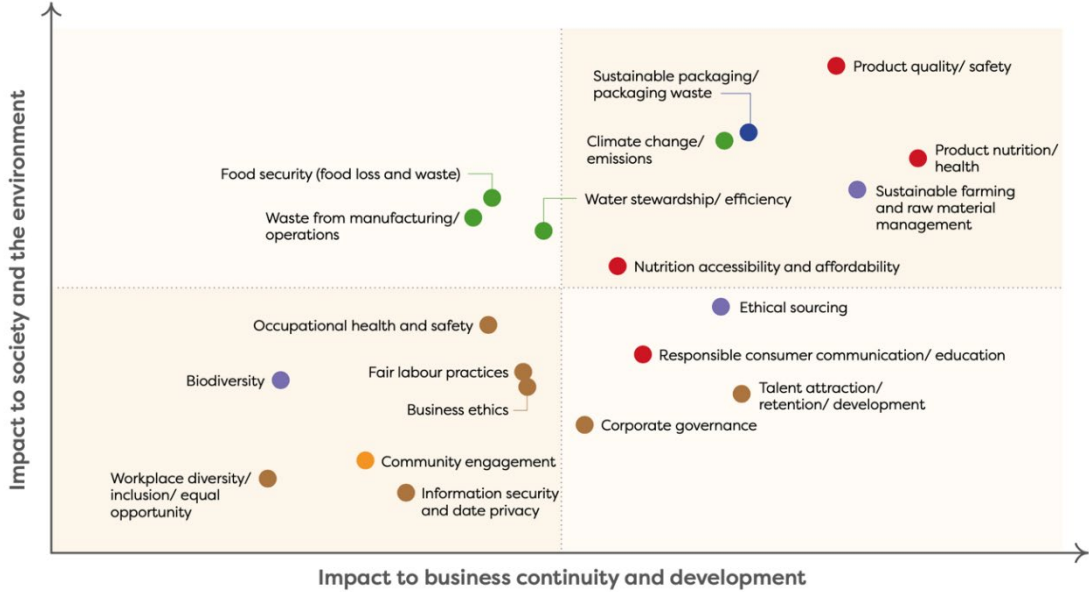 Impact to society and the environment
Product quality/ safety
Sustainable packaging/
packaging waste
Climate change/
emissions
Product nutrition/
health
Food security (food loss and waste)
Sustainable farming
and raw material
management
Water stewardship/ efficiency
Waste from manufacturing/
operations
Nutrition accessibility and affordability
Ethical sourcing
Occupational health and safety
Responsible consumer communication/ education
Fair labour practices
Biodiversity
Talent attraction/
retention/ development
Business ethics
Corporate governance
Community engagement
Workplace diversity/
inclusion/ equal
opportunity
Information security
and date privacy
Impact to business continuity and development